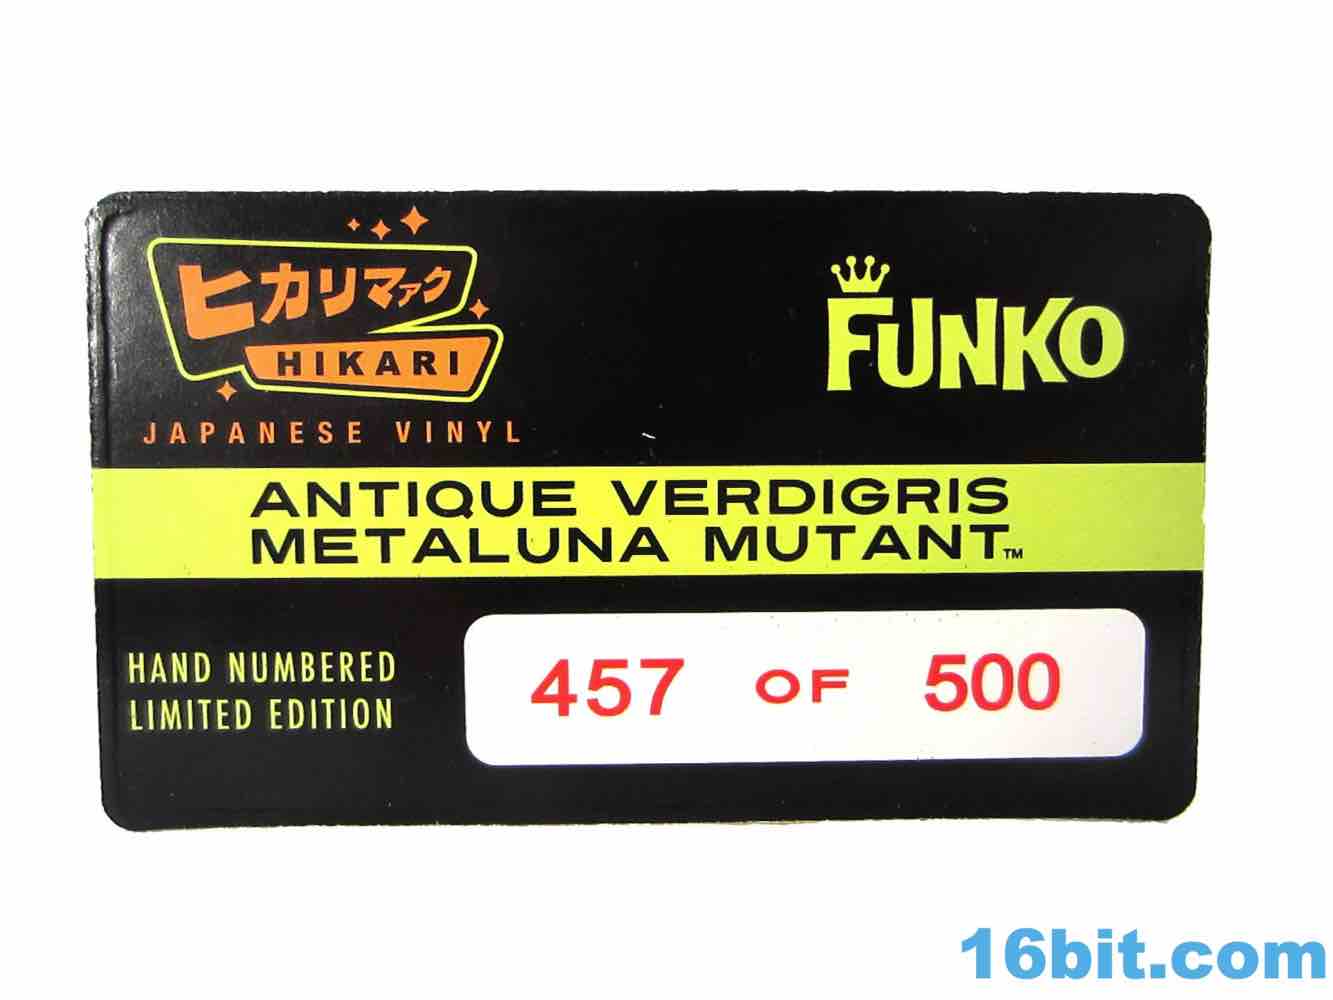 ヒカリマァク
HIKARI
JAPANESE VINYL
FUNKO
ANTIQUE VERDIGRIS
METALUNA MUTANT™
HAND NUMBERED
LIMITED EDITION
457 OF 500
16bit.com